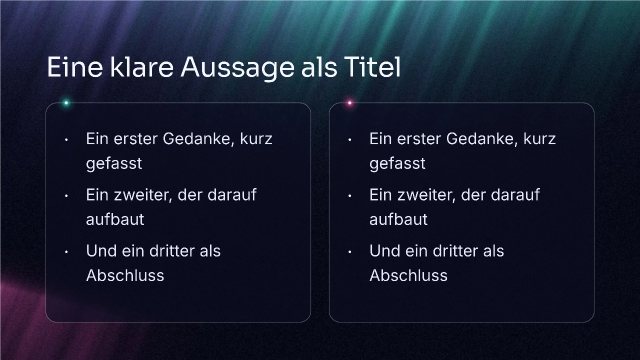 Eine klare Aussage als Titel
· Ein erster Gedanke, kurz
gefasst
· Ein zweiter, der darauf
aufbaut
· Und ein dritter als
Abschluss
· Ein erster Gedanke, kurz
gefasst
· Ein zweiter, der darauf
aufbaut
· Und ein dritter als
Abschluss